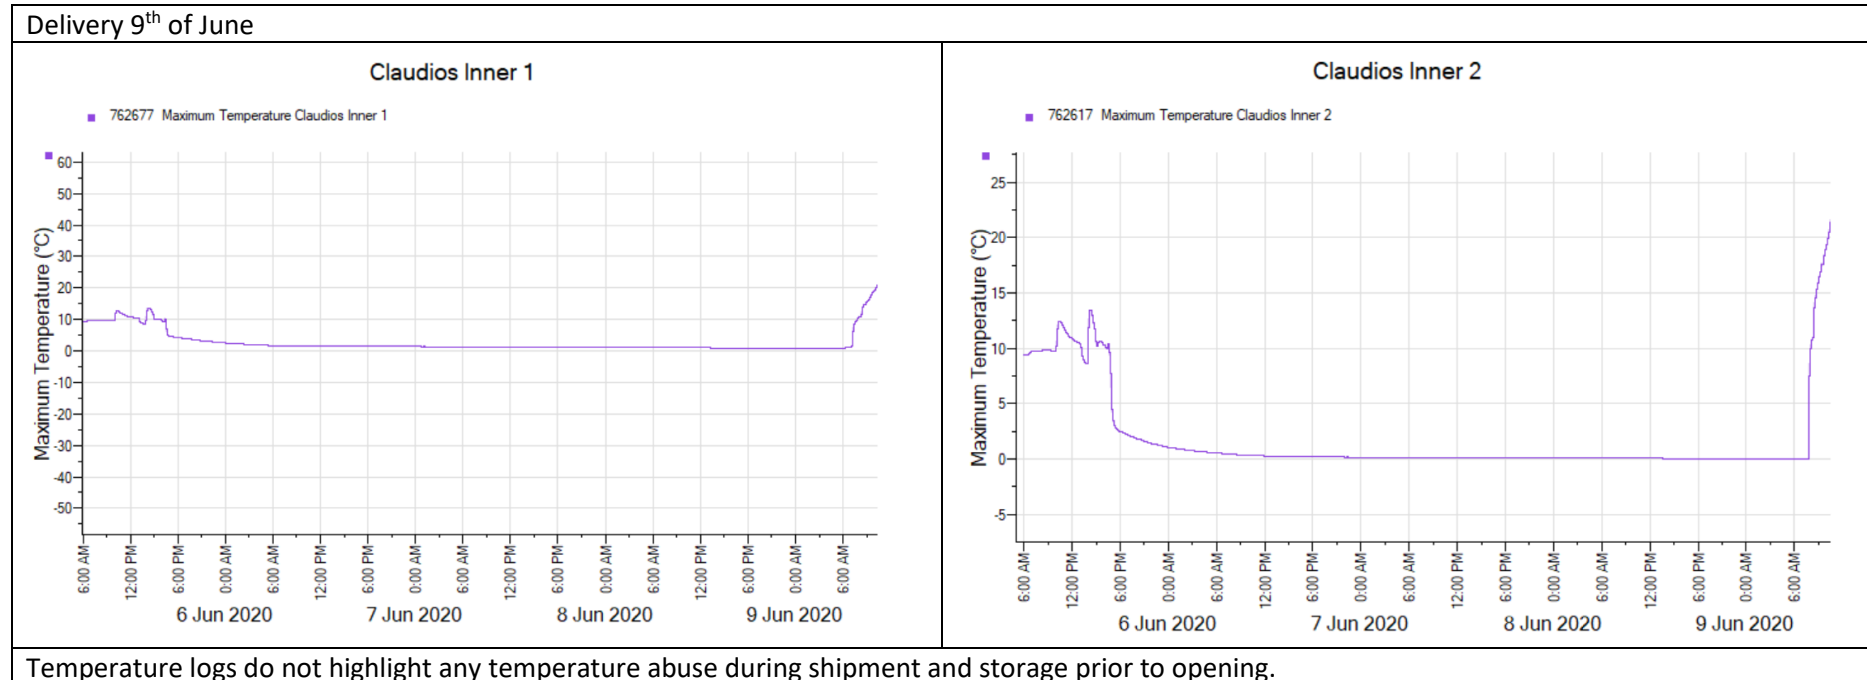 Delivery 9th of June
Claudios Inner 1
762677 Maximum Temperature Claudios Inner 1
Maximum Temperature (°C)
60
50
40
30
20
10
0
-10
-20
-30
-40
-50
6:00 AM
12:00 PM
6:00 PM
0:00 AM
6:00 AM
12:00 PM
6:00 PM
0:00 AM
6:00 AM
12:00 PM
6:00 PM
0:00 AM
6:00 AM
12:00 PM
6:00 PM
0:00 AM
6:00 AM
6 Jun 2020
7 Jun 2020
8 Jun 2020
9 Jun 2020
Claudios Inner 2
762617 Maximum Temperature Claudios Inner 2
Maximum Temperature (°C)
25
20
15
10
5
0
-5
6:00 AM
12:00 PM
6:00 PM
0:00 AM
6:00 AM
12:00 PM
6:00 PM
0:00 AM
6:00 AM
12:00 PM
6:00 PM
0:00 AM
6:00 AM
12:00 PM
6:00 PM
0:00 AM
6:00 AM
6 Jun 2020
7 Jun 2020
8 Jun 2020
9 Jun 2020
Temperature logs do not highlight any temperature abuse during shipment and storage prior to opening.